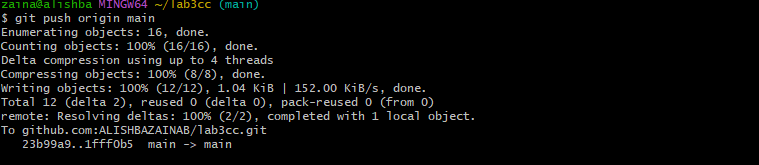 zaina@alishba MINGW64 ~/lab3cc (main)
$ git push origin main
Enumerating objects: 16, done.
Counting objects: 100% (16/16), done.
Delta compression using up to 4 threads
Compressing objects: 100% (8/8), done.
Writing objects: 100% (12/12), 1.04 KiB | 152.00 KiB/s, done.
Total 12 (delta 2), reused 0 (delta 0), pack-reused 0 (from 0)
remote: Resolving deltas: 100% (2/2), completed with 1 local object.
To github.com:ALISHBAZAINAB/lab3cc.git
   23b99a9..1fff0b5  main -> main